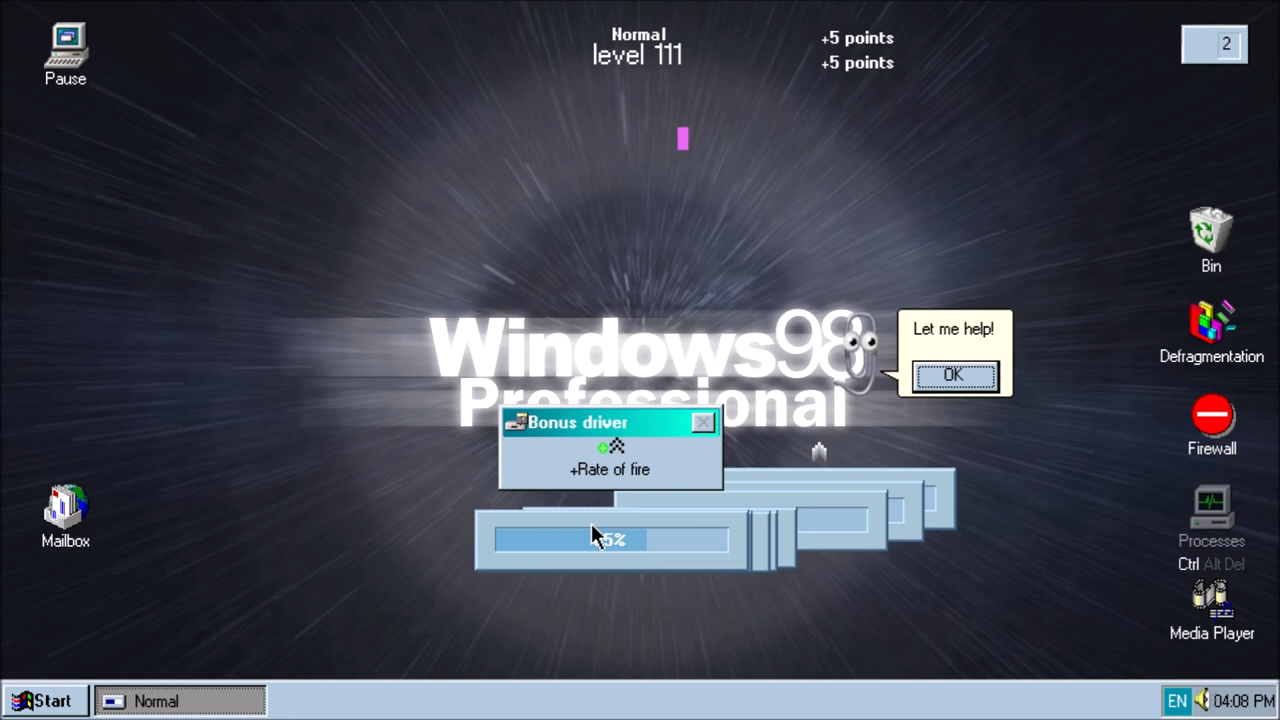 Pause
Normal
level 111
+5 points
+5 points
2
Bin
Let me help!
OK
Defragmentation
Windows98
Professional
Bonus driver
+Rate of fire
Firewall
5%
Mailbox
Processes
Ctrl Alt Del
Media Player
Start
Normal
EN
04:08 PM